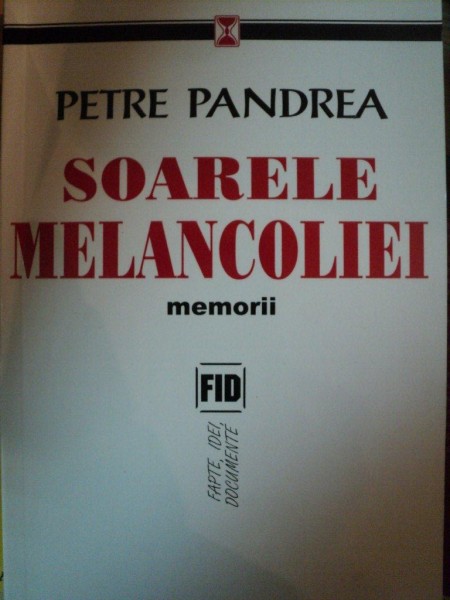 PETRE PANDREA
SOARELE
MELANCOLIEI
memorii
FID
FAPTE, IDEI,
DOCUMENTE